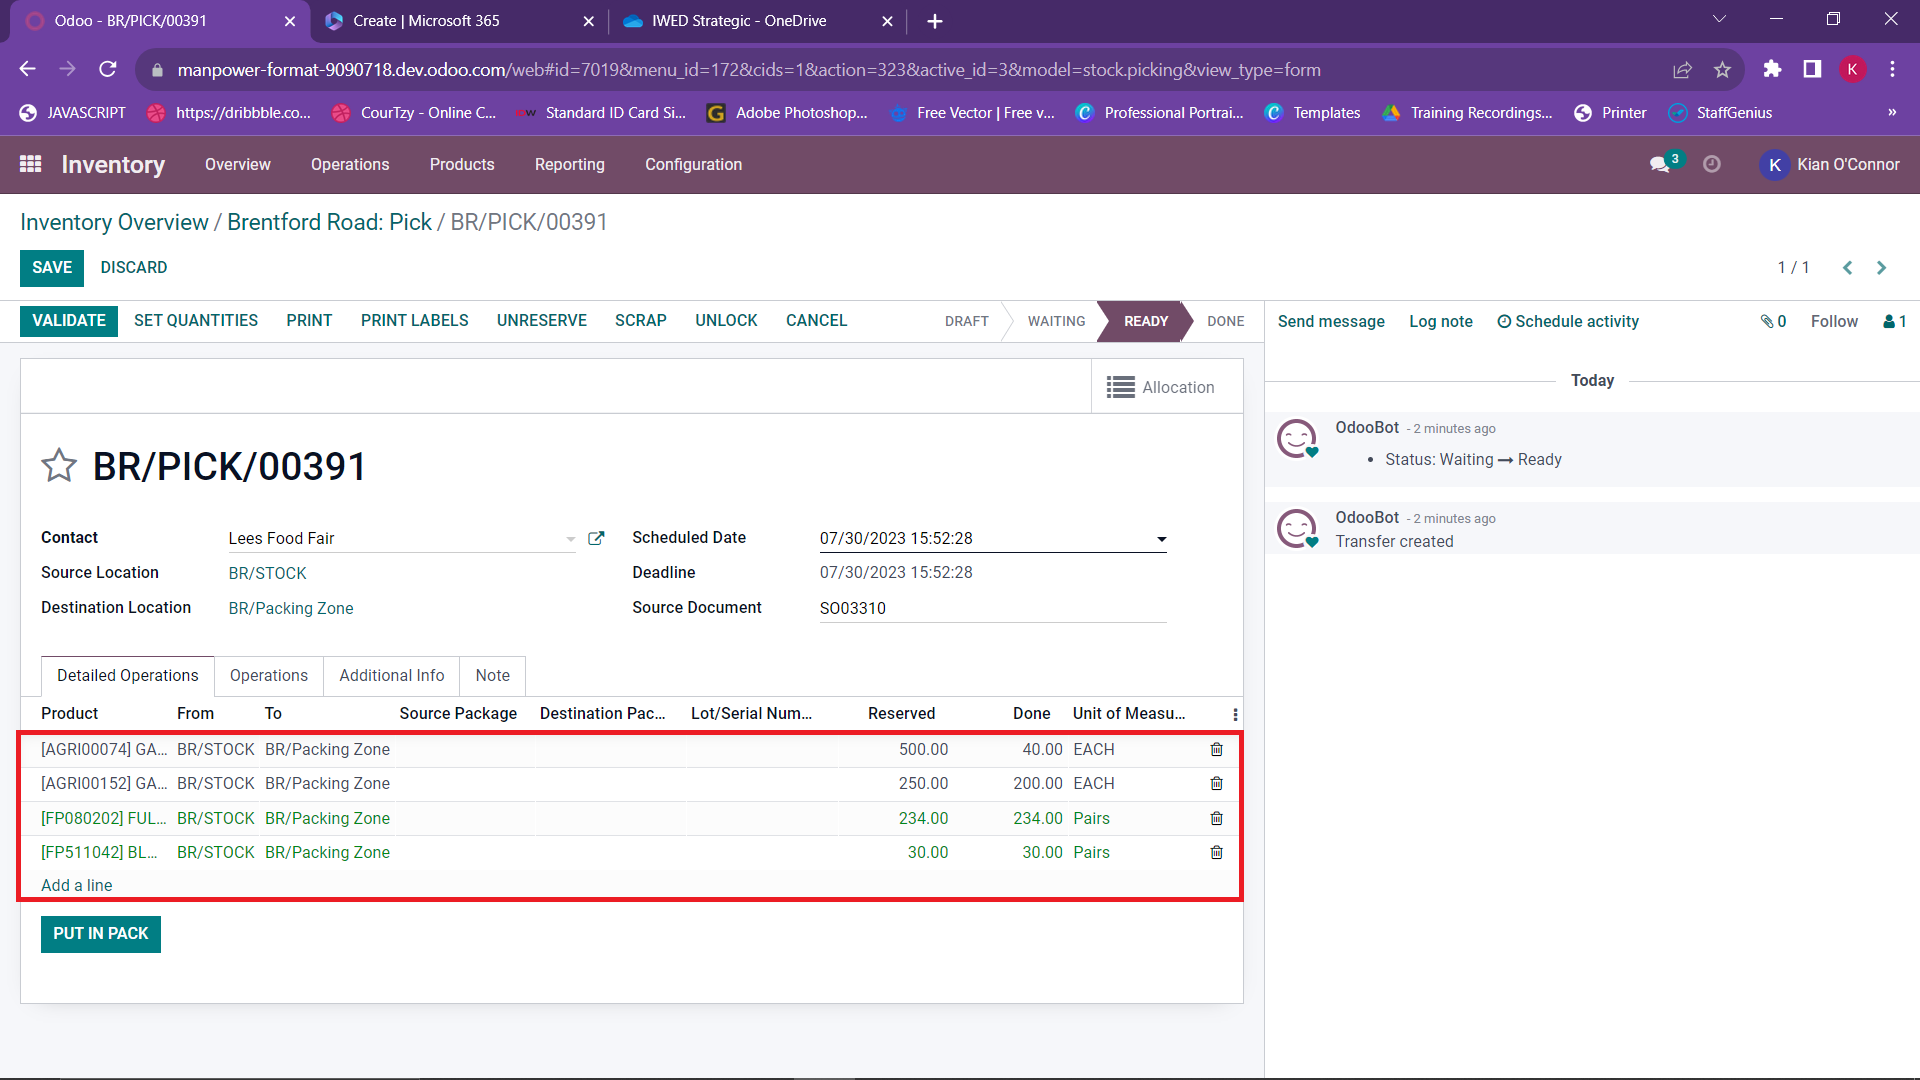 Odoo - BR/PICK/00391
Create | Microsoft 365
IWED Strategic - OneDrive
manpower-format-9090718.dev.odoo.com/web#id=7019&menu_id=172&cids=1&action=323&active_id=3&model=stock.picking&view_type=form
K
JAVASCRIPT
https://dribbble.co...
CourTzy - Online C...
Standard ID Card Si...
Adobe Photoshop...
Free Vector | Free v...
Professional Portrai...
Templates
Training Recordings...
Printer
StaffGenius
»
Inventory
Overview
Operations
Products
Reporting
Configuration
3
K
Kian O'Connor
Inventory Overview / Brentford Road: Pick / BR/PICK/00391
SAVE
DISCARD
1 / 1
VALIDATE
SET QUANTITIES
PRINT
PRINT LABELS
UNRESERVE
SCRAP
UNLOCK
CANCEL
DRAFT
WAITING
READY
DONE
Send message
Log note
Schedule activity
0
Follow
1
Allocation
Today
OdooBot - 2 minutes ago
• Status: Waiting → Ready
OdooBot - 2 minutes ago
Transfer created
BR/PICK/00391
Contact
Lees Food Fair
Scheduled Date
07/30/2023 15:52:28
Source Location
BR/STOCK
Deadline
07/30/2023 15:52:28
Destination Location
BR/Packing Zone
Source Document
SO03310
Detailed Operations
Operations
Additional Info
Note
Product From To Source Package Destination Pac... Lot/Serial Num... Reserved Done Unit of Measu...
[AGRI00074] GA... BR/STOCK BR/Packing Zone 500.00 40.00 EACH
[AGRI00152] GA... BR/STOCK BR/Packing Zone 250.00 200.00 EACH
[FP080202] FUL... BR/STOCK BR/Packing Zone 234.00 234.00 Pairs
[FP511042] BL... BR/STOCK BR/Packing Zone 30.00 30.00 Pairs
Add a line
PUT IN PACK